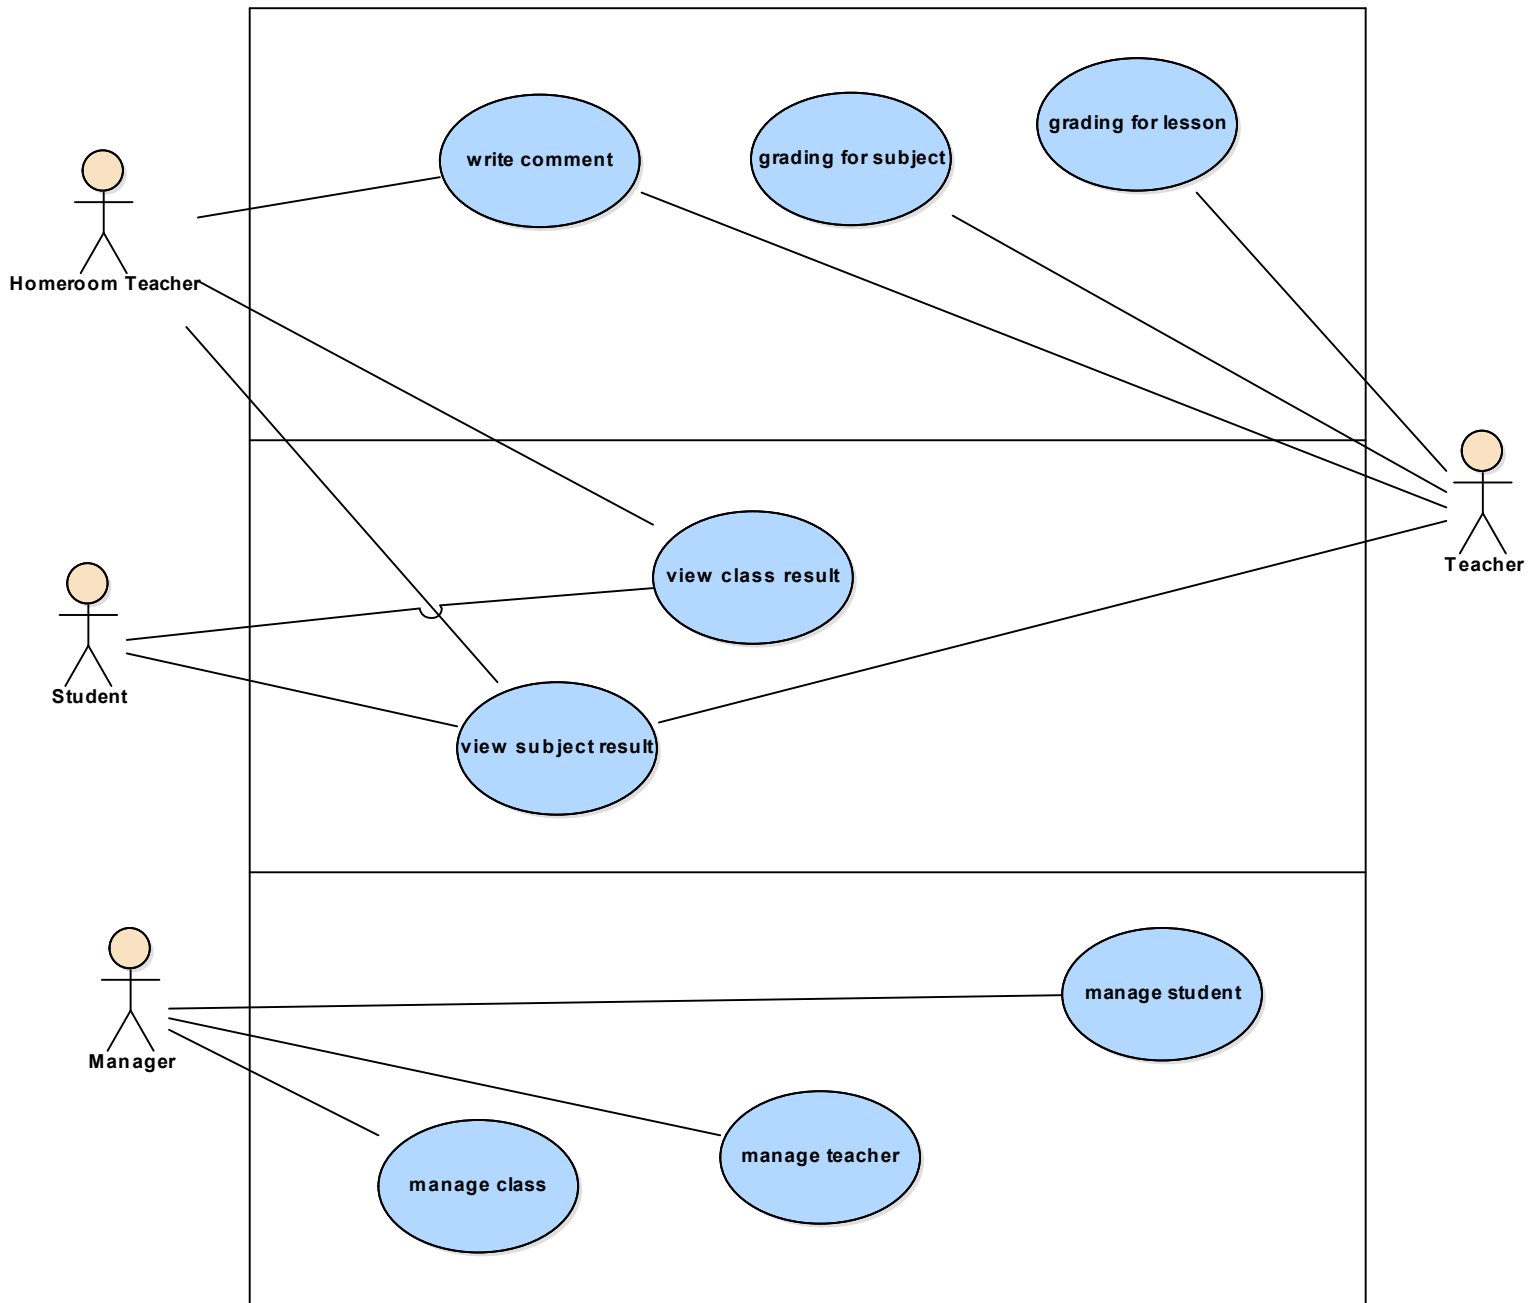 grading for lesson
write comment
grading for subject
Homeroom Teacher
Teacher
view class result
Student
view subject result
manage student
Manager
manage teacher
manage class